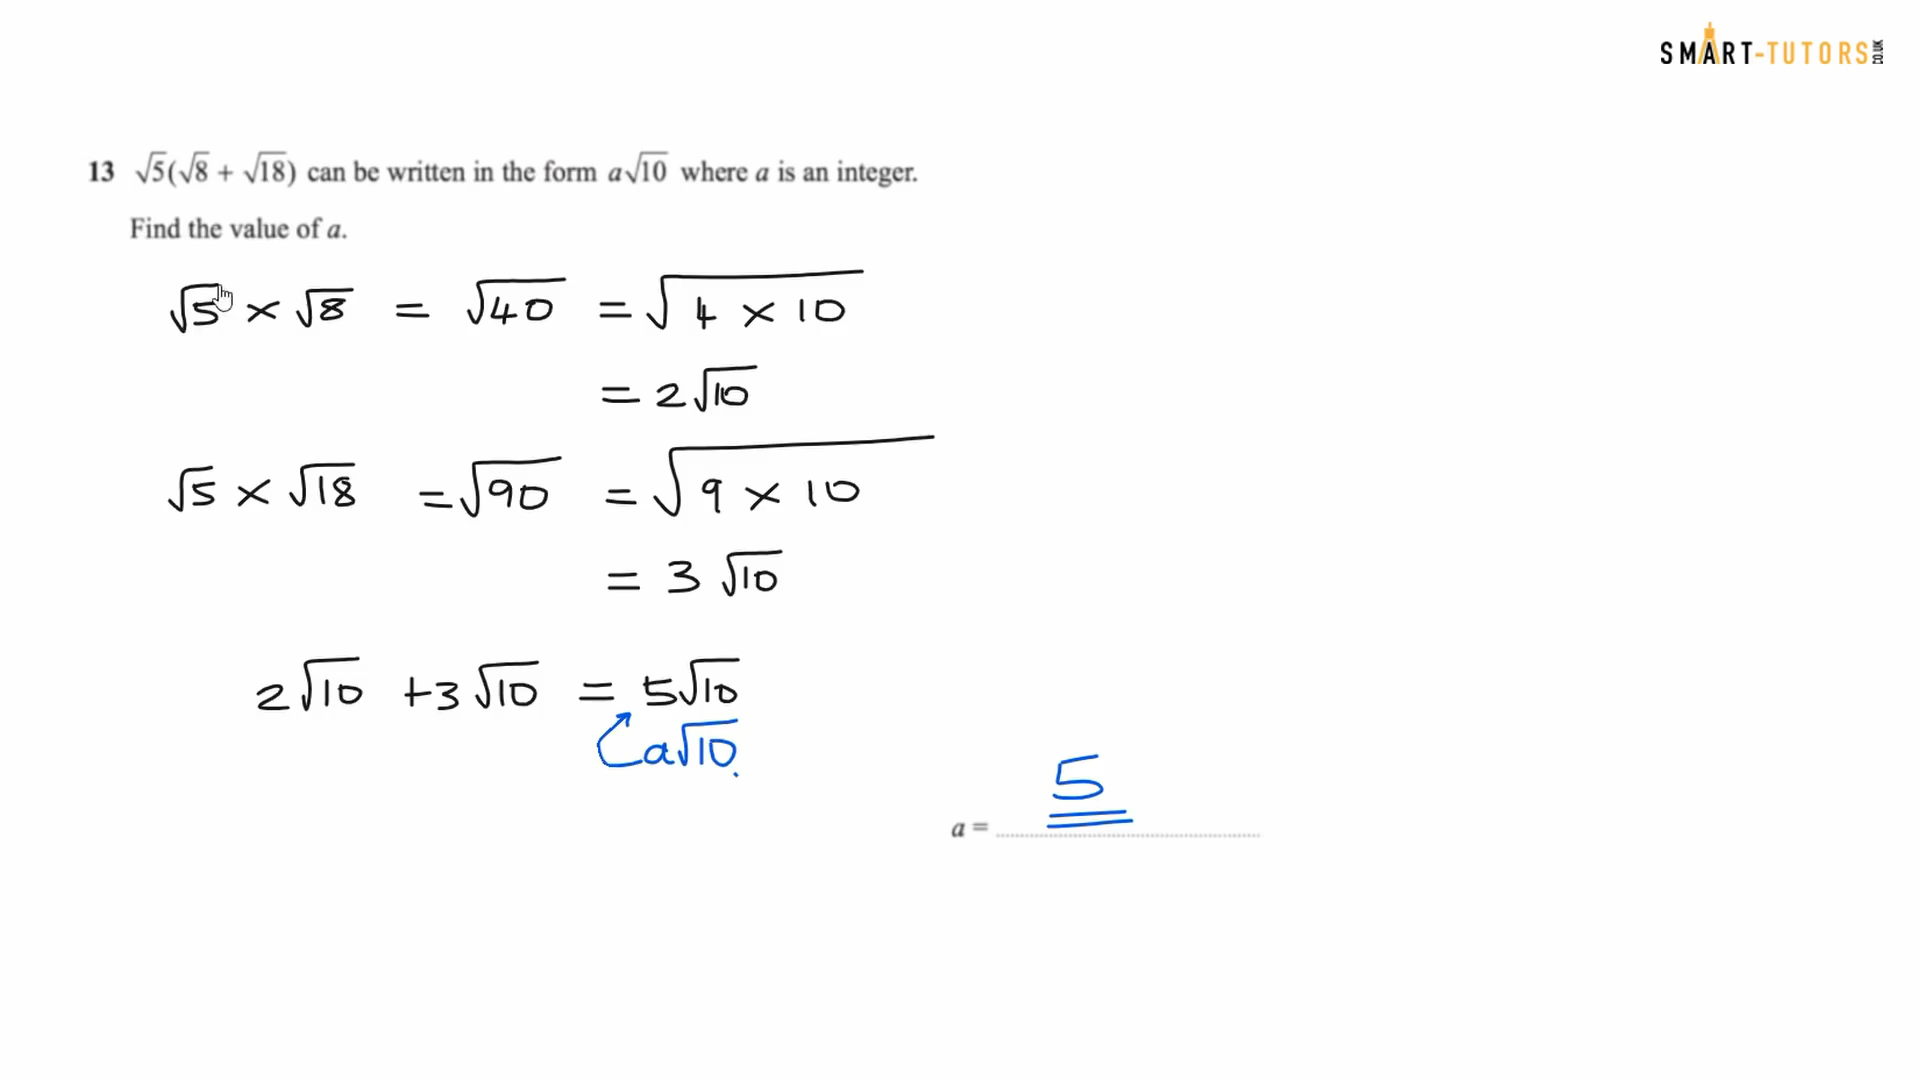 SMART-TUTORS.CO.UK
13 √5(√8 + √18) can be written in the form a√10 where a is an integer.
Find the value of a.
√5 × √8 = √40 = √4 × 10
= 2√10
√5 × √18 = √90 = √9 × 10
= 3√10
2√10 + 3√10 = 5√10
a√10.
a = 5